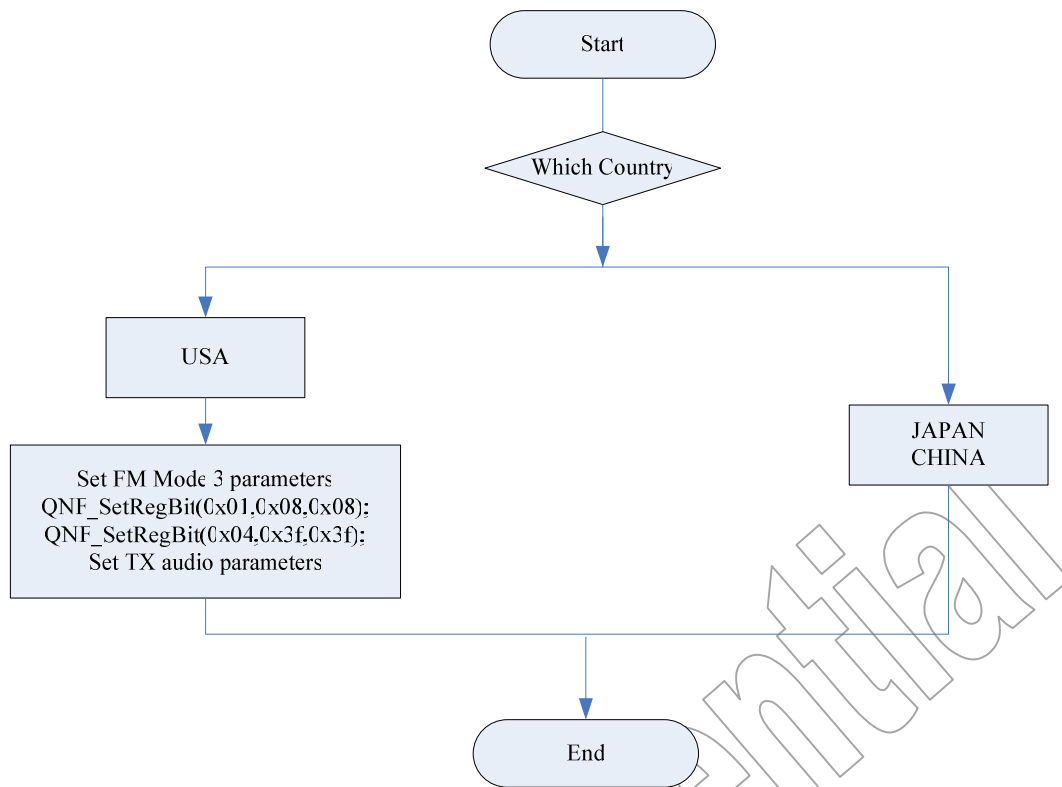 Start
Which Country
USA
Set FM Mode 3 parameters
QNF_SetRegBit(0x01,0x08,0x08);
QNF_SetRegBit(0x04,0x3f,0x3f);
Set TX audio parameters
JAPAN
CHINA
End
ential